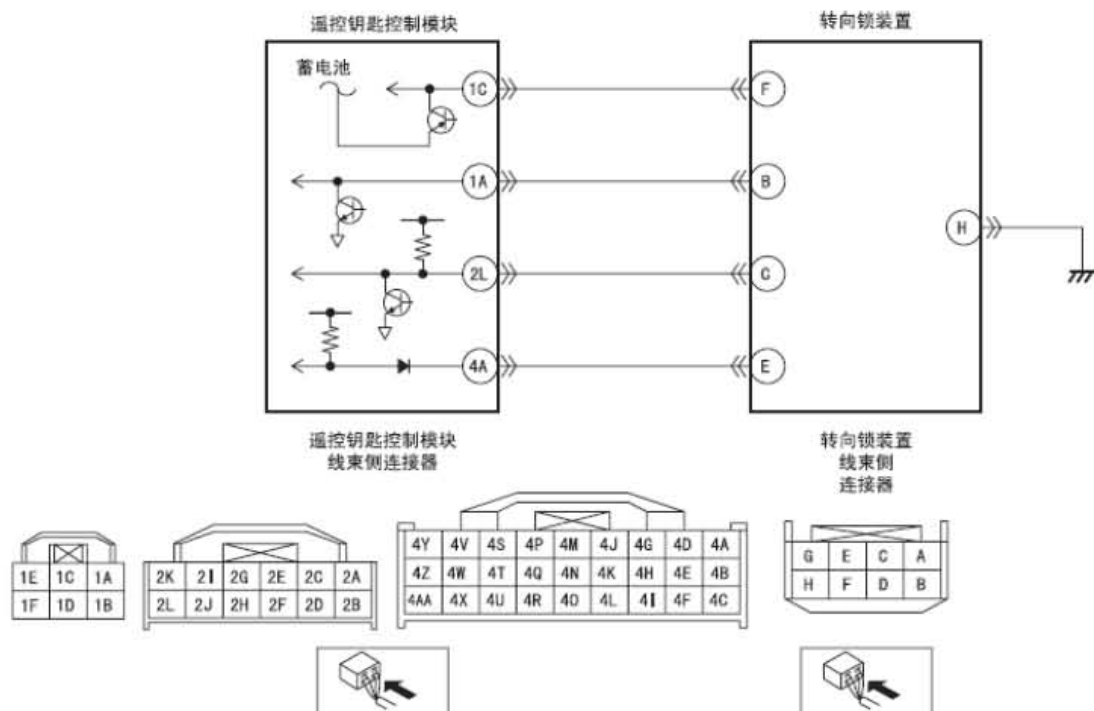 遥控钥匙控制模块
转向锁装置
蓄电池
1C
F
1A
B
H
2L
G
4A
E
遥控钥匙控制模块
线束侧连接器
转向锁装置
线束侧
连接器
1E 1C 1A
1F 1D 1B
2K 2I 2G 2E 2C 2A
2L 2J 2H 2F 2D 2B
4Y 4V 4S 4P 4M 4J 4G 4D 4A
4Z 4W 4T 4Q 4N 4K 4H 4E 4B
4AA 4X 4U 4R 4O 4L 4I 4F 4C
G E C A
H F D B